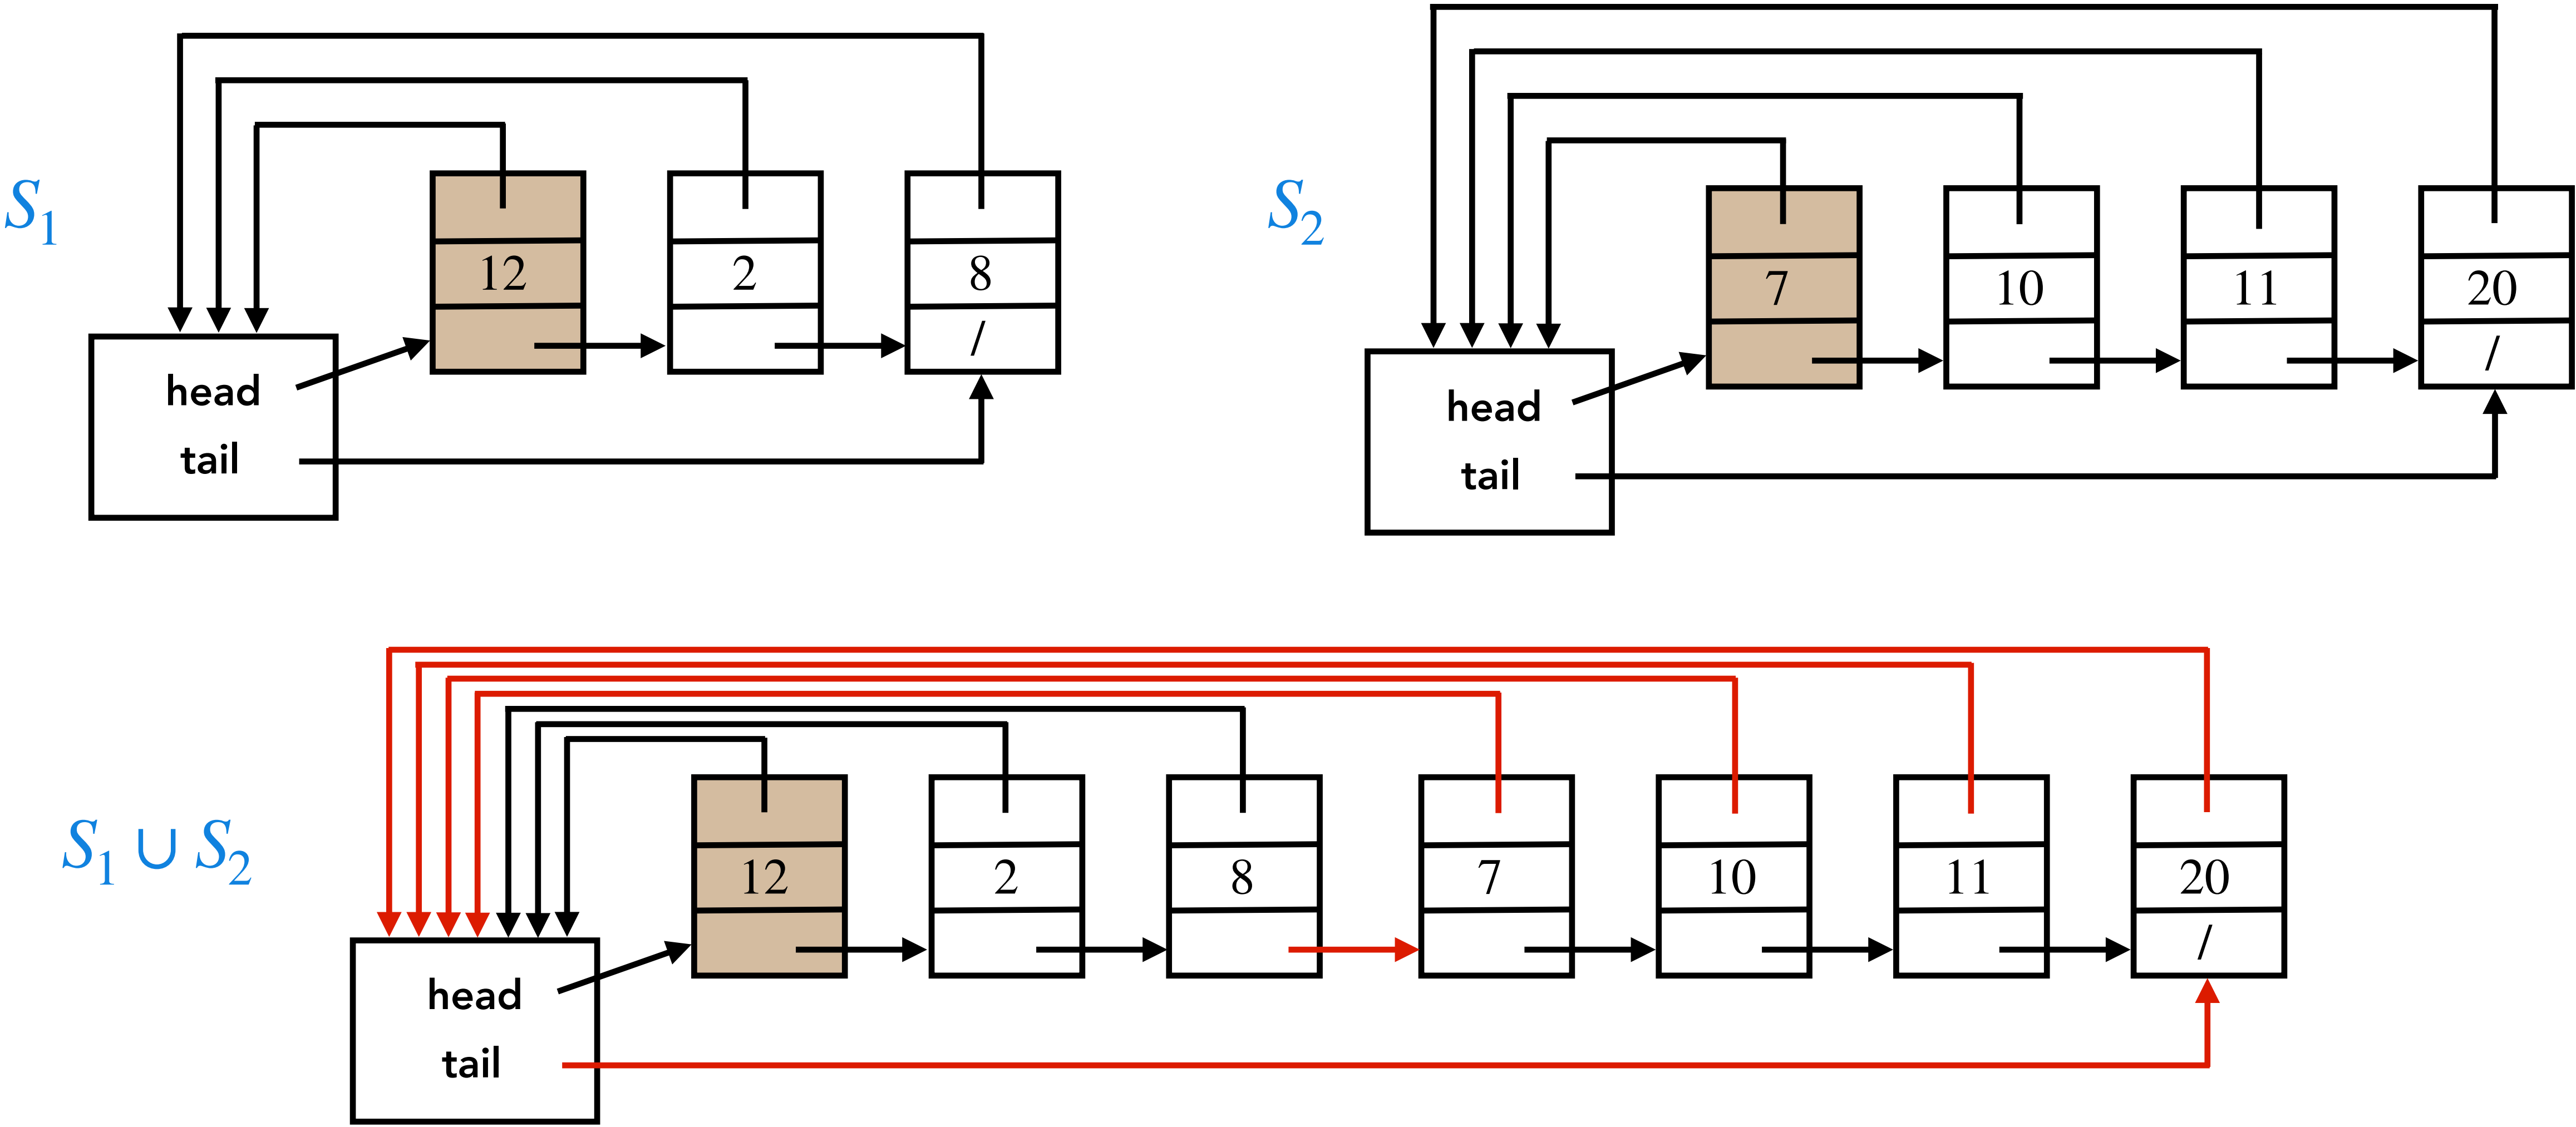 S₁
12 2 8
/
head
tail
S₂
7 10 11 20
/
head
tail
S₁ ∪ S₂
12 2 8 7 10 11 20
/
head
tail